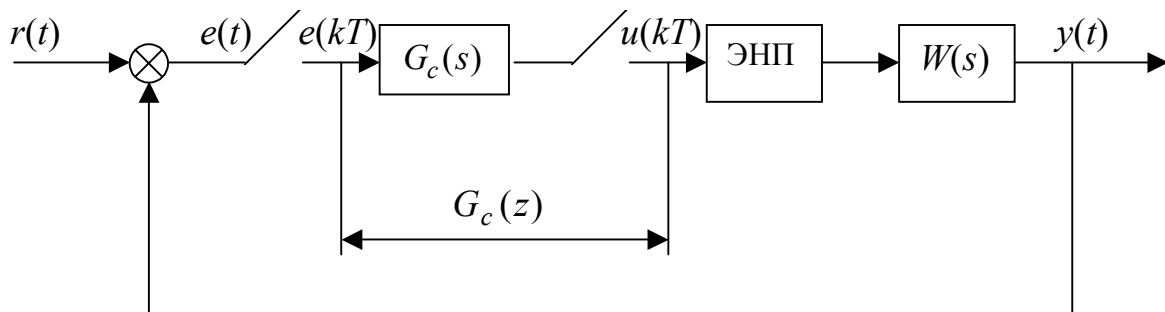 r(t) e(t) e(kT) G_c(s) u(kT) ЭНП W(s) y(t)
G_c(z)